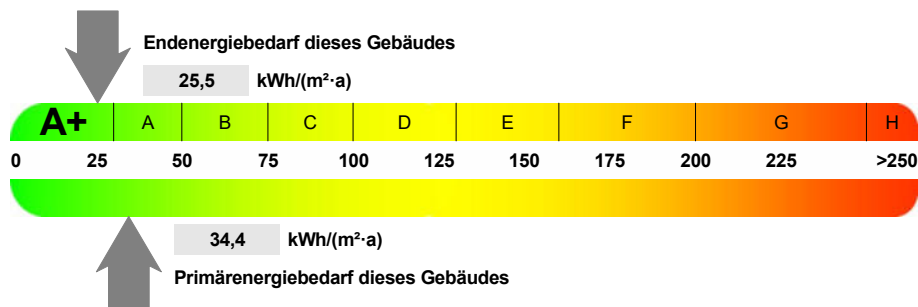 Endenergiebedarf dieses Gebäudes
25,5 kWh/(m²·a)
A+ A B C D E F G H
0 25 50 75 100 125 150 175 200 225 >250
34,4 kWh/(m²·a)
Primärenergiebedarf dieses Gebäudes